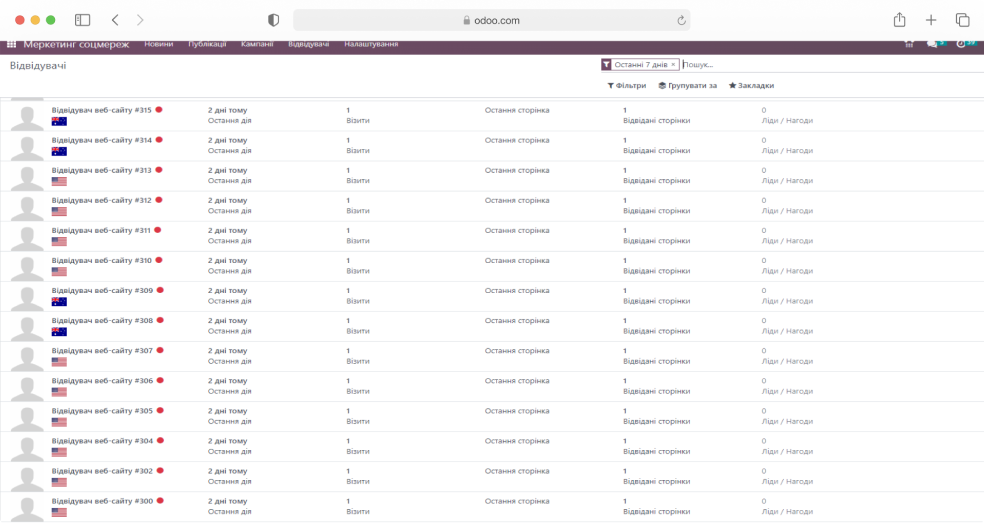 odoo.com
Меркетинг соцмереж Новини Публікації Кампанії Відвідувачі Налаштування 5 39
Відвідувачі Останні 7 днів × Пошук...
Фільтри Групувати за Закладки
Відвідувач веб-сайту #315 2 дні тому 1 Остання сторінка 1 0
Остання дія Візити Відвідані сторінки Ліди / Нагоди
Відвідувач веб-сайту #314 2 дні тому 1 Остання сторінка 1 0
Остання дія Візити Відвідані сторінки Ліди / Нагоди
Відвідувач веб-сайту #313 2 дні тому 1 Остання сторінка 1 0
Остання дія Візити Відвідані сторінки Ліди / Нагоди
Відвідувач веб-сайту #312 2 дні тому 1 Остання сторінка 1 0
Остання дія Візити Відвідані сторінки Ліди / Нагоди
Відвідувач веб-сайту #311 2 дні тому 1 Остання сторінка 1 0
Остання дія Візити Відвідані сторінки Ліди / Нагоди
Відвідувач веб-сайту #310 2 дні тому 1 Остання сторінка 1 0
Остання дія Візити Відвідані сторінки Ліди / Нагоди
Відвідувач веб-сайту #309 2 дні тому 1 Остання сторінка 1 0
Остання дія Візити Відвідані сторінки Ліди / Нагоди
Відвідувач веб-сайту #308 2 дні тому 1 Остання сторінка 1 0
Остання дія Візити Відвідані сторінки Ліди / Нагоди
Відвідувач веб-сайту #307 2 дні тому 1 Остання сторінка 1 0
Остання дія Візити Відвідані сторінки Ліди / Нагоди
Відвідувач веб-сайту #306 2 дні тому 1 Остання сторінка 1 0
Остання дія Візити Відвідані сторінки Ліди / Нагоди
Відвідувач веб-сайту #305 2 дні тому 1 Остання сторінка 1 0
Остання дія Візити Відвідані сторінки Ліди / Нагоди
Відвідувач веб-сайту #304 2 дні тому 1 Остання сторінка 1 0
Остання дія Візити Відвідані сторінки Ліди / Нагоди
Відвідувач веб-сайту #302 2 дні тому 1 Остання сторінка 1 0
Остання дія Візити Відвідані сторінки Ліди / Нагоди
Відвідувач веб-сайту #300 2 дні тому 1 Остання сторінка 1 0
Остання дія Візити Відвідані сторінки Ліди / Нагоди